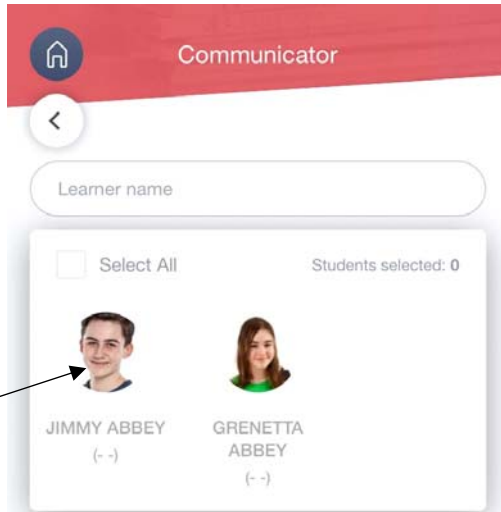 Communicator
Learner name
Select All
Students selected: 0
JIMMY ABBEY
(- -)
GRENETTA
ABBEY
(- -)